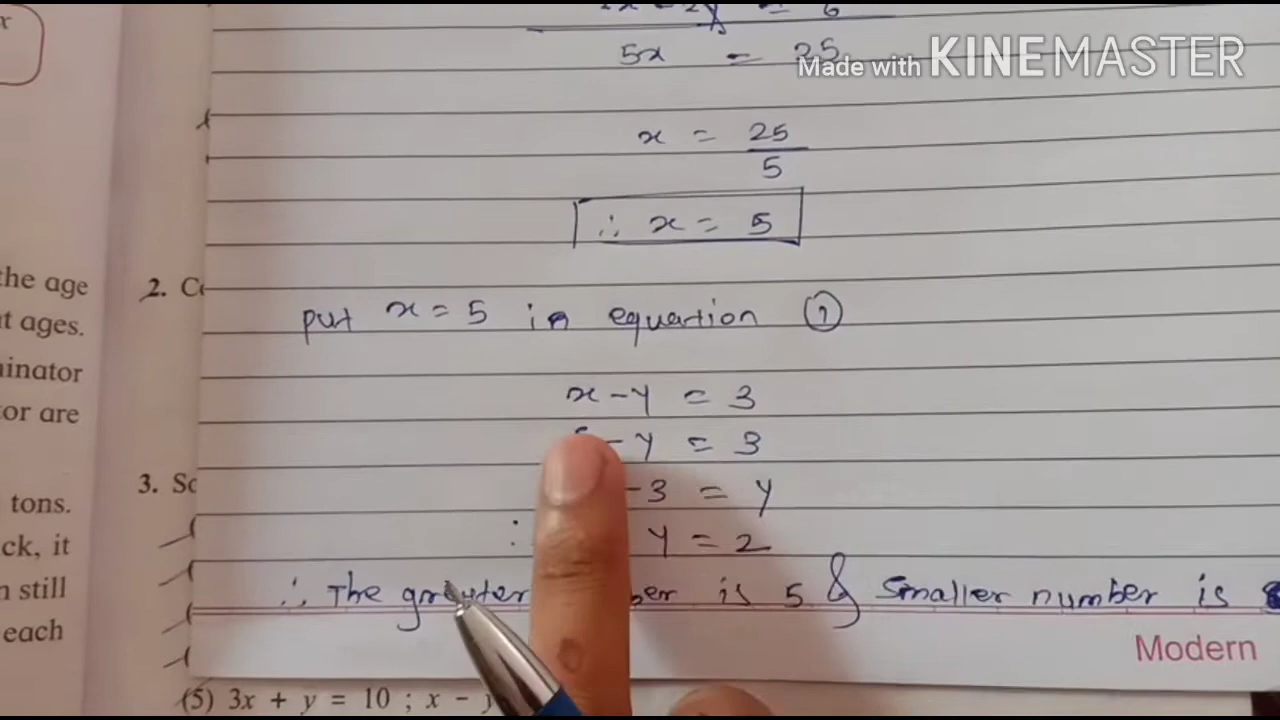 x
5x = 25
Made with KINEMASTER
x = 25
5
∴ x = 5
the age
2.
put x = 5 in equation ①
t ages.
inator
x - y = 3
or are
- y = 3
3.
- 3 = y
tons.
y = 2
ck, it
still
∴ The greater is 5 & Smaller number is
each
Modern
(5) 3x + y = 10 ; x -